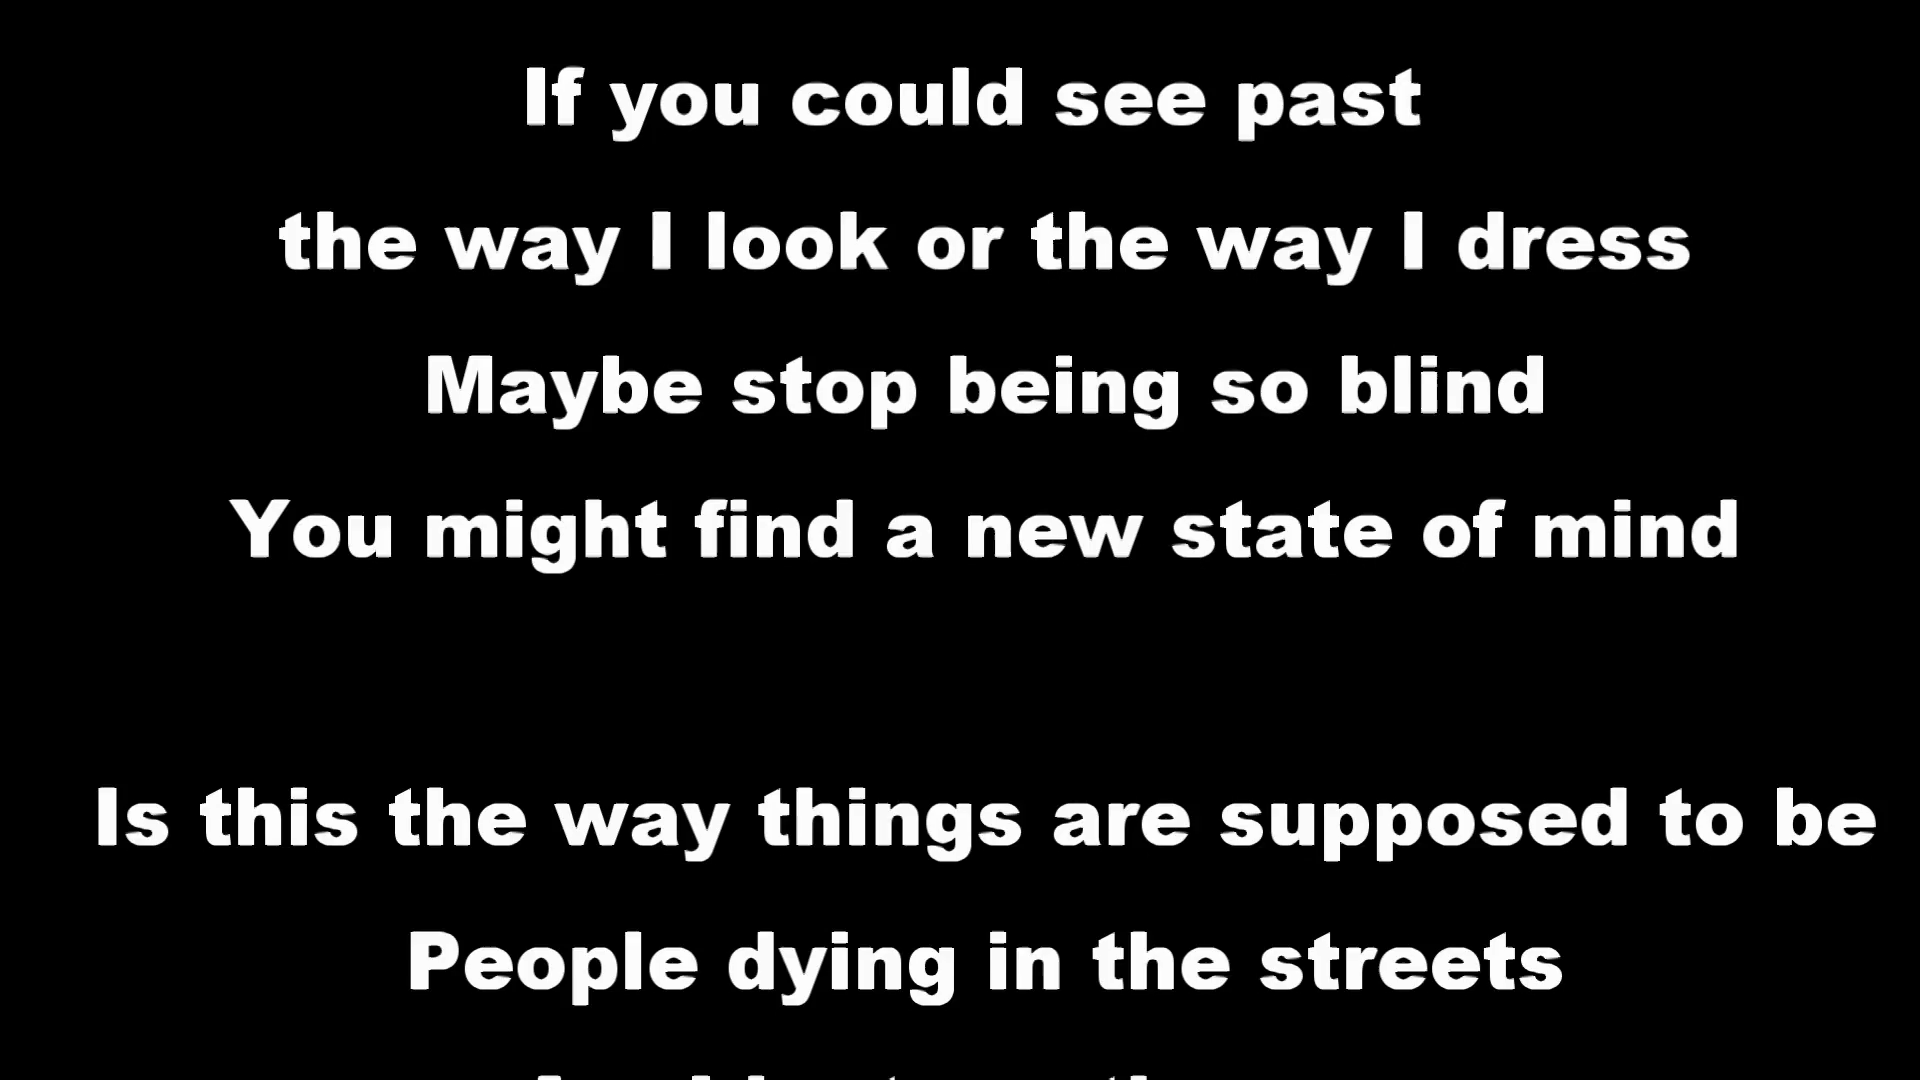 If you could see past
the way I look or the way I dress
Maybe stop being so blind
You might find a new state of mind
Is this the way things are supposed to be
People dying in the streets